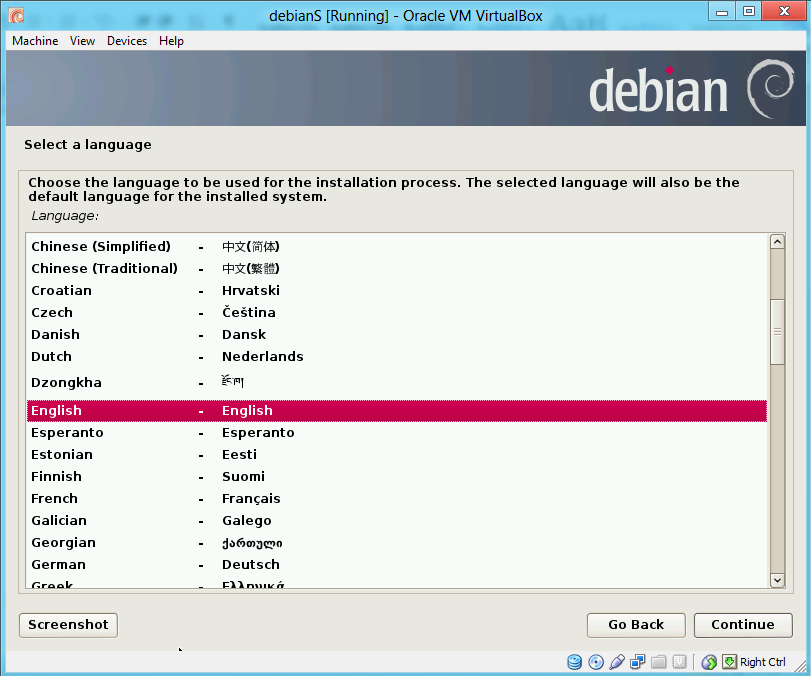 debianS [Running] - Oracle VM VirtualBox
Machine View Devices Help
debian
Select a language
Choose the language to be used for the installation process. The selected language will also be the
default language for the installed system.
Language:
Chinese (Simplified) - 中文(简体)
Chinese (Traditional) - 中文(繁體)
Croatian - Hrvatski
Czech - Čeština
Danish - Dansk
Dutch - Nederlands
Dzongkha - རྫོང་ཁ།
English - English
Esperanto - Esperanto
Estonian - Eesti
Finnish - Suomi
French - Français
Galician - Galego
Georgian - ქართული
German - Deutsch
Greek - Ελληνικά
Screenshot Go Back Continue
Right Ctrl